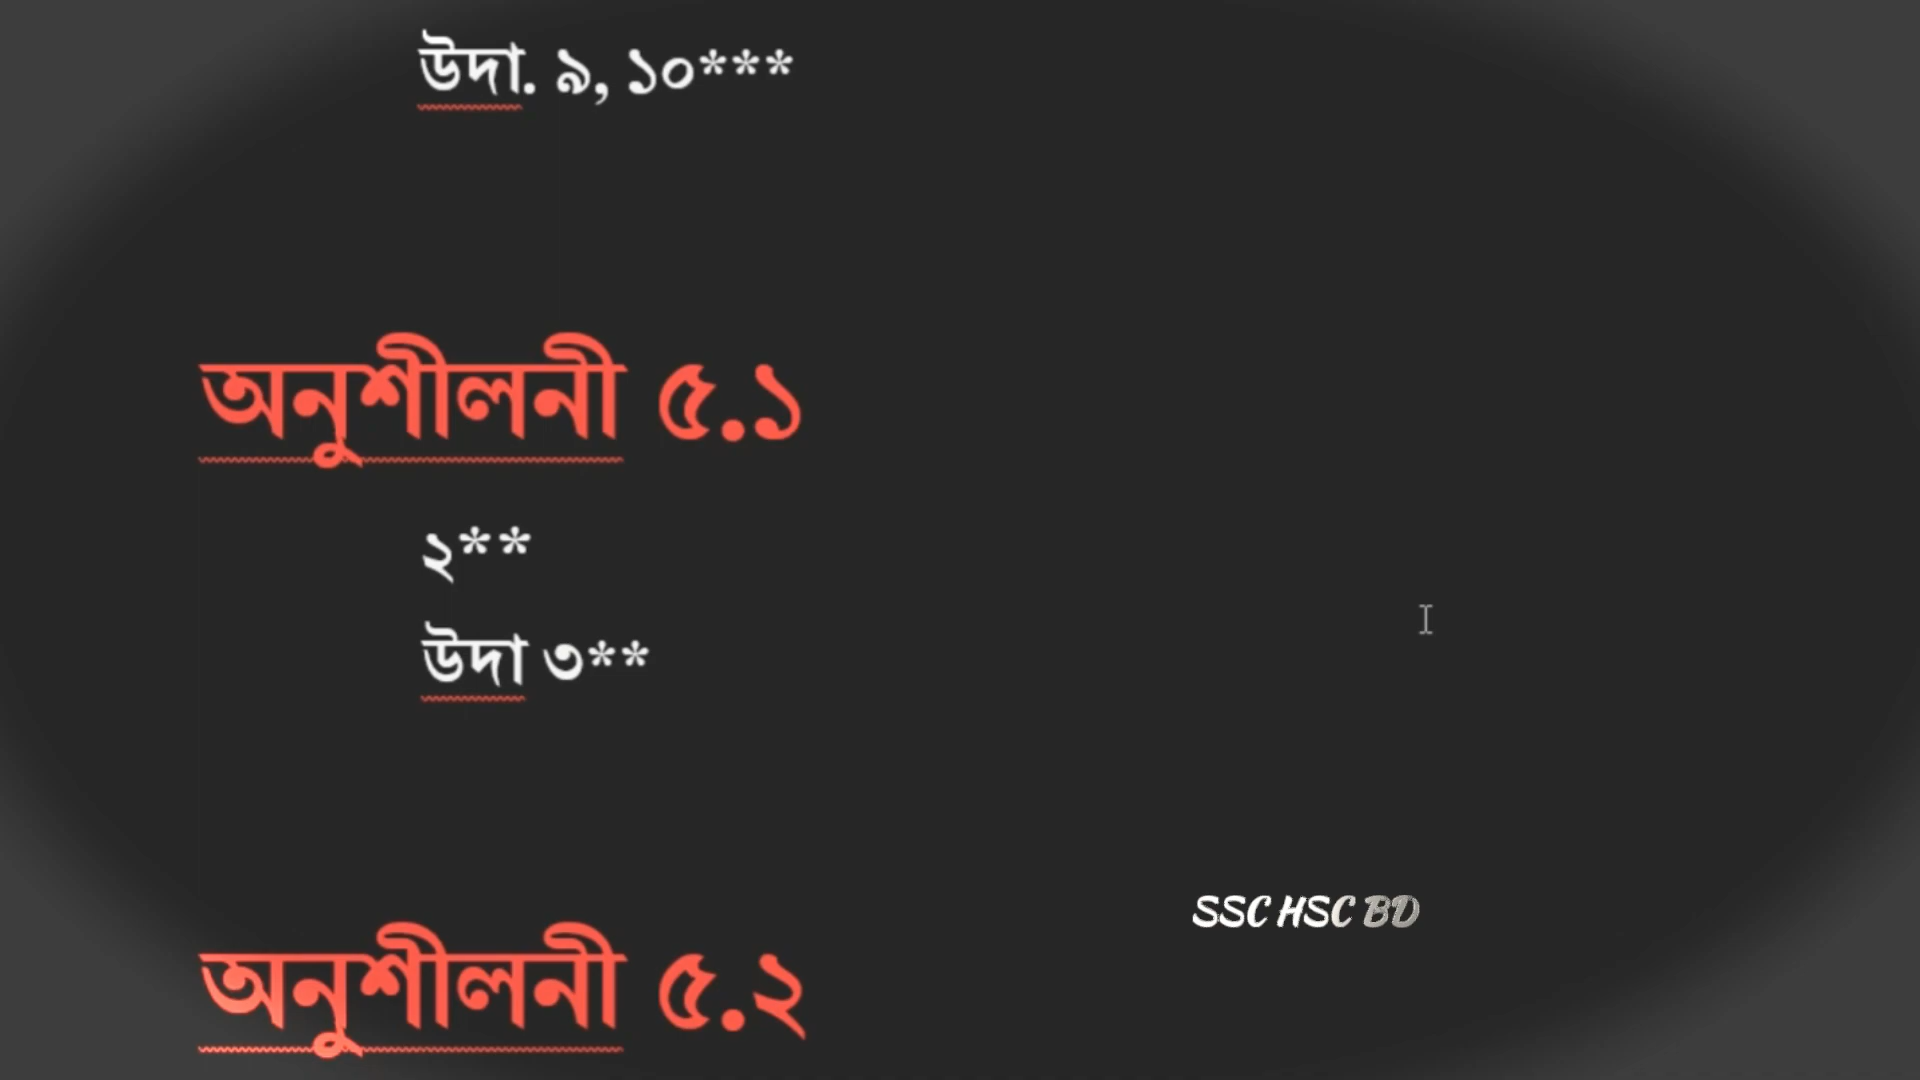 উদা. ৯, ১০***
অনুশীলনী ৫.১
২**
উদা ৩**
SSC HSC BD
অনুশীলনী ৫.২